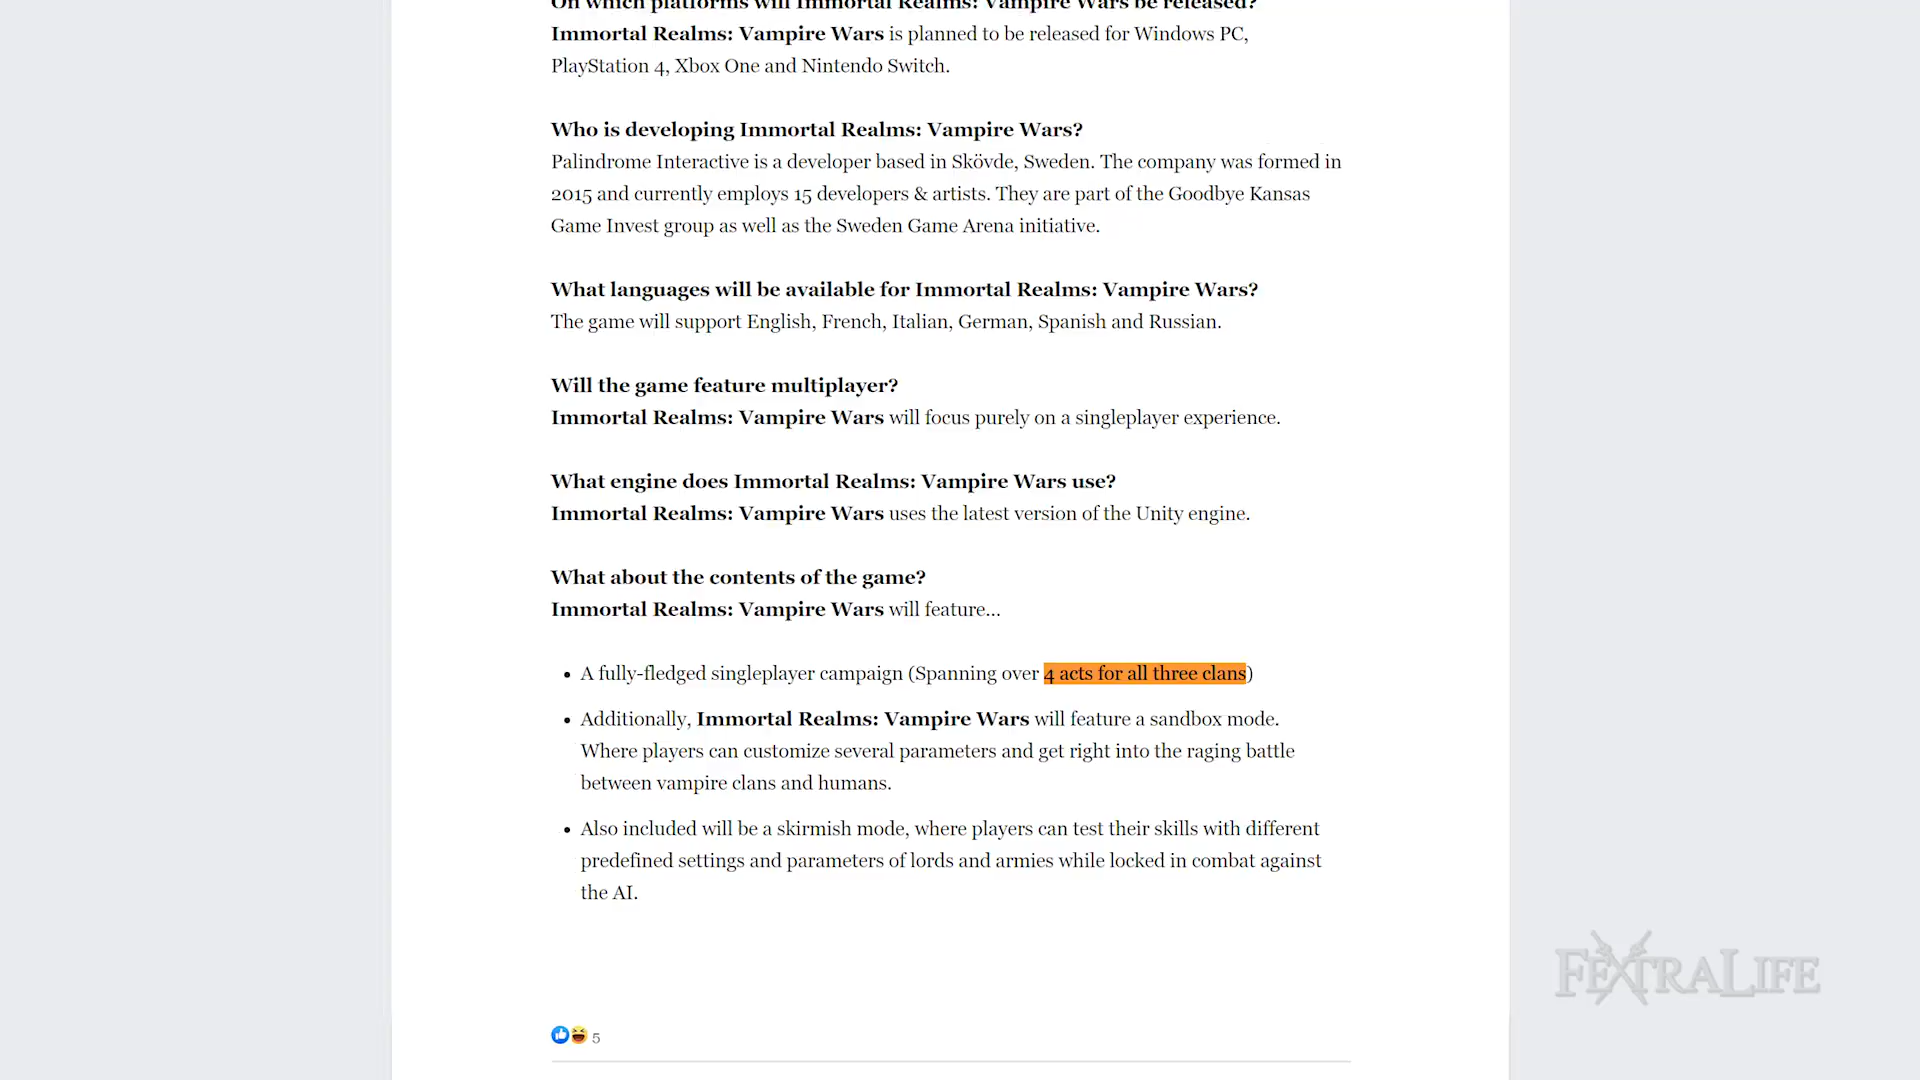 On which platforms will Immortal Realms: Vampire Wars be released?
Immortal Realms: Vampire Wars is planned to be released for Windows PC,
PlayStation 4, Xbox One and Nintendo Switch.
Who is developing Immortal Realms: Vampire Wars?
Palindrome Interactive is a developer based in Skövde, Sweden. The company was formed in
2015 and currently employs 15 developers & artists. They are part of the Goodbye Kansas
Game Invest group as well as the Sweden Game Arena initiative.
What languages will be available for Immortal Realms: Vampire Wars?
The game will support English, French, Italian, German, Spanish and Russian.
Will the game feature multiplayer?
Immortal Realms: Vampire Wars will focus purely on a singleplayer experience.
What engine does Immortal Realms: Vampire Wars use?
Immortal Realms: Vampire Wars uses the latest version of the Unity engine.
What about the contents of the game?
Immortal Realms: Vampire Wars will feature...
• A fully-fledged singleplayer campaign (Spanning over 4 acts for all three clans)
• Additionally, Immortal Realms: Vampire Wars will feature a sandbox mode.
Where players can customize several parameters and get right into the raging battle
between vampire clans and humans.
• Also included will be a skirmish mode, where players can test their skills with different
predefined settings and parameters of lords and armies while locked in combat against
the AI.
FEXTRALIFE
5